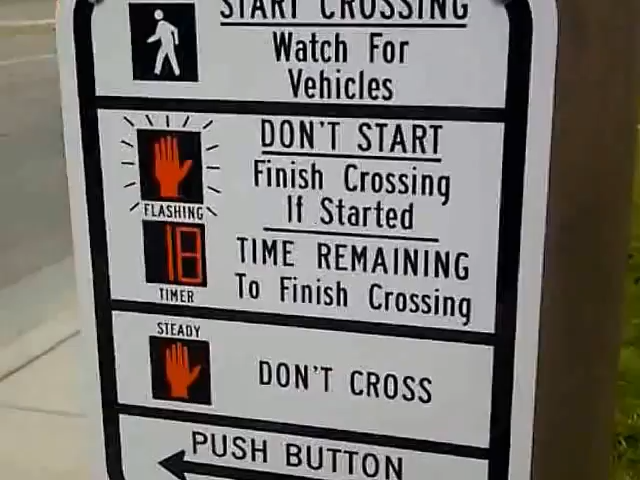 START CROSSING
Watch For
Vehicles
DON'T START
Finish Crossing
If Started
FLASHING
18
TIME REMAINING
To Finish Crossing
TIMER
STEADY
DON'T CROSS
PUSH BUTTON